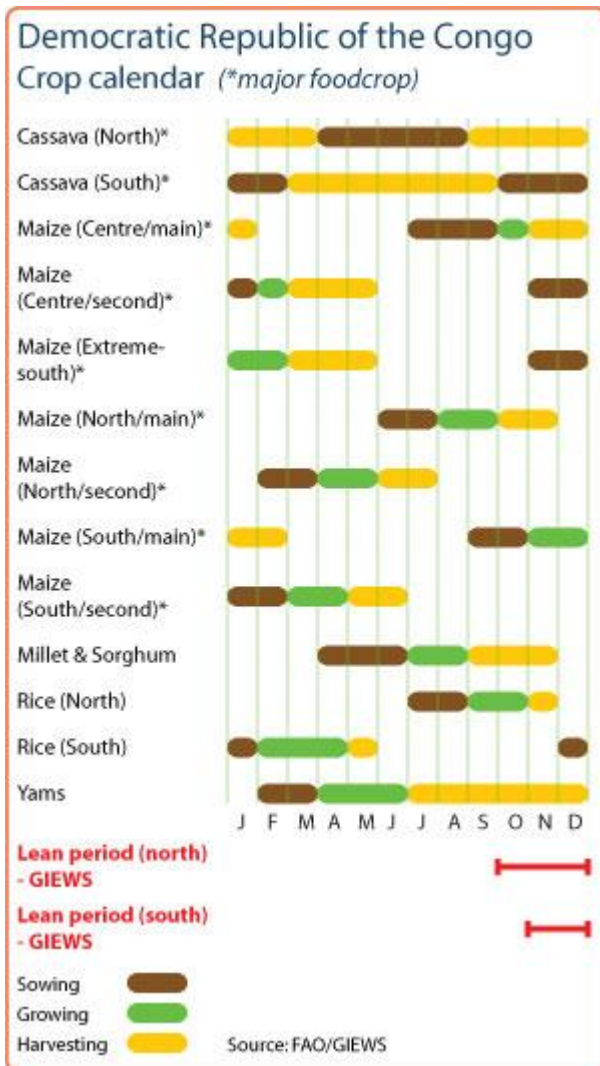 Democratic Republic of the Congo
Crop calendar (*major foodcrop)
Cassava (North)*
Cassava (South)*
Maize (Centre/main)*
Maize
(Centre/second)*
Maize (Extreme-
south)*
Maize (North/main)*
Maize
(North/second)*
Maize (South/main)*
Maize
(South/second)*
Millet & Sorghum
Rice (North)
Rice (South)
Yams
J F M A M J J A S O N D
Lean period (north)
- GIEWS
Lean period (south)
- GIEWS
Sowing
Growing
Harvesting Source: FAO/GIEWS